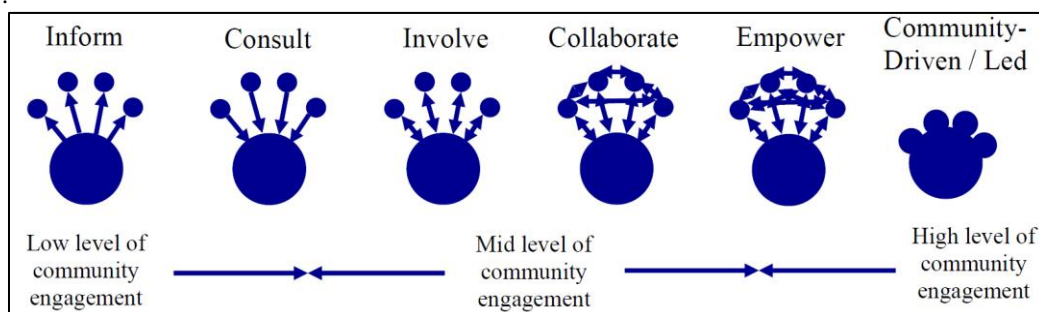 .
Inform
Consult
Involve
Collaborate
Empower
Community-
Driven / Led
Low level of
community
engagement
Mid level of
community
engagement
High level of
community
engagement